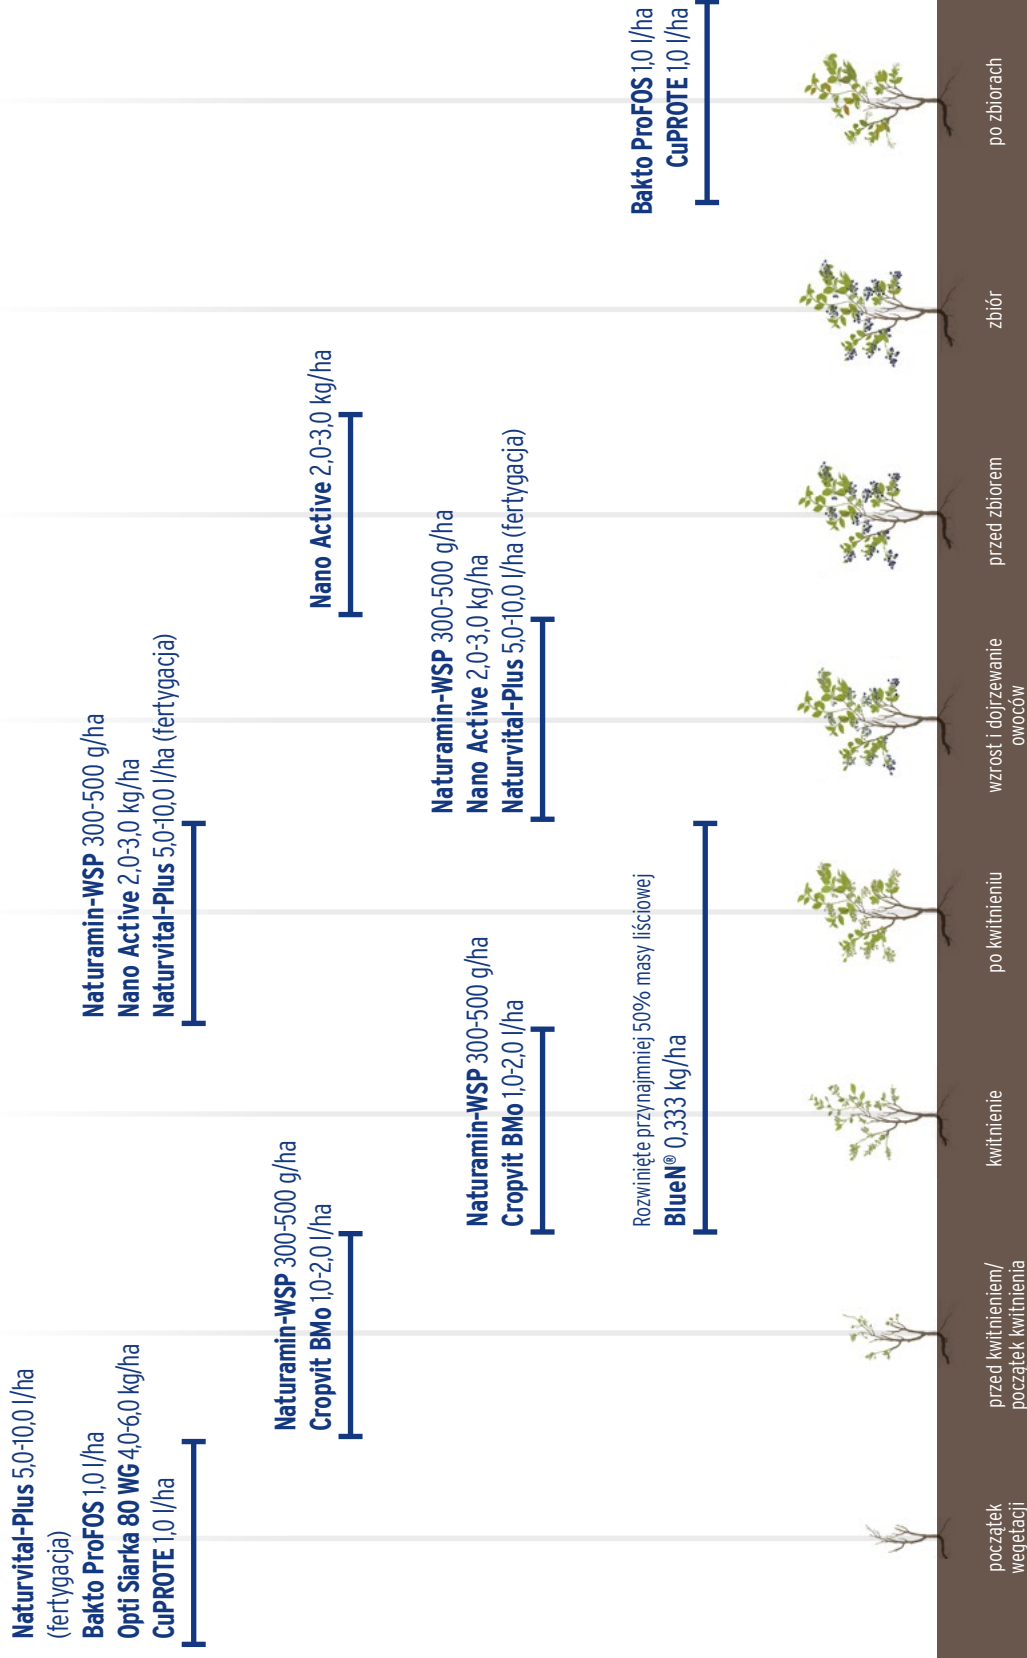 Naturvital-Plus 5,0-10,0 l/ha
(fertygacja)
Bakto ProFOS 1,0 l/ha
Opti Siarka 80 WG 4,0-6,0 kg/ha
CuPROTE 1,0 l/ha
Naturamin-WSP 300-500 g/ha
Cropvit BMo 1,0-2,0 l/ha
Naturamin-WSP 300-500 g/ha
Cropvit BMo 1,0-2,0 l/ha
Rozwinięte przynajmniej 50% masy liściowej
BlueN® 0,333 kg/ha
Naturamin-WSP 300-500 g/ha
Nano Active 2,0-3,0 kg/ha
Naturvital-Plus 5,0-10,0 l/ha (fertygacja)
Naturamin-WSP 300-500 g/ha
Nano Active 2,0-3,0 kg/ha
Naturvital-Plus 5,0-10,0 l/ha (fertygacja)
Nano Active 2,0-3,0 kg/ha
Bakto ProFOS 1,0 l/ha
CuPROTE 1,0 l/ha
początek
wegetacji
przed kwitnieniem/
początek kwitnienia
kwitnienie
po kwitnieniu
wzrost i dojrzewanie
owoców
przed zbiorem
zbiór
po zbiorach